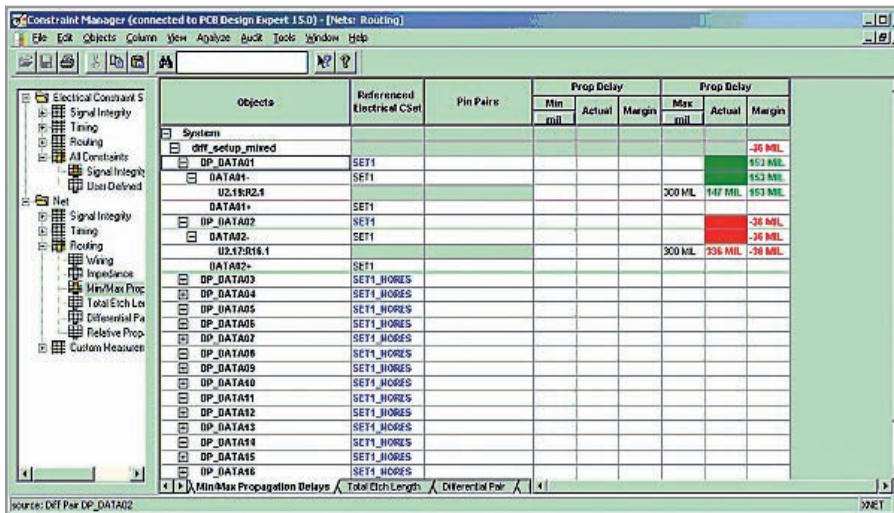 Constraint Manager (connected to PCB Design Expert 15.0) - [Nets: Routing]
File Edit Objects Column View Analyze Audit Tools Window Help
Electrical Constraint S
Signal Integrity
Timing
Routing
All Constraints
Signal Integrity
User-Defined
Net
Signal Integrity
Timing
Routing
Wiring
Impedance
Min/Max Prop
Total Etch Len
Differential Pa
Relative Prop
Custom Measurem
Objects Referenced Electrical CSet Pin Pairs Prop Delay Prop Delay
Min Actual Margin Max Actual Margin
mil mil
System
diff_setup_mixed -36 MIL
DP_DATA01 SET1 153 MIL
DATA01- SET1 153 MIL
U2.15:R2.1 300 MIL 147 MIL 153 MIL
DATA01+ SET1
DP_DATA02 SET1 -36 MIL
DATA02- SET1 -36 MIL
U2.17:R16.1 300 MIL 336 MIL -36 MIL
DATA02+ SET1
DP_DATA03 SET1_NORES
DP_DATA04 SET1_NORES
DP_DATA05 SET1_NORES
DP_DATA06 SET1_NORES
DP_DATA07 SET1_NORES
DP_DATA08 SET1_NORES
DP_DATA09 SET1_NORES
DP_DATA10 SET1_NORES
DP_DATA11 SET1_NORES
DP_DATA12 SET1_NORES
DP_DATA13 SET1_NORES
DP_DATA14 SET1_NORES
DP_DATA15 SET1_NORES
DP_DATA16 SET1_NORES
Min/Max Propagation Delays Total Etch Length Differential Pair
source: Diff Pair DP_DATA02 XNET